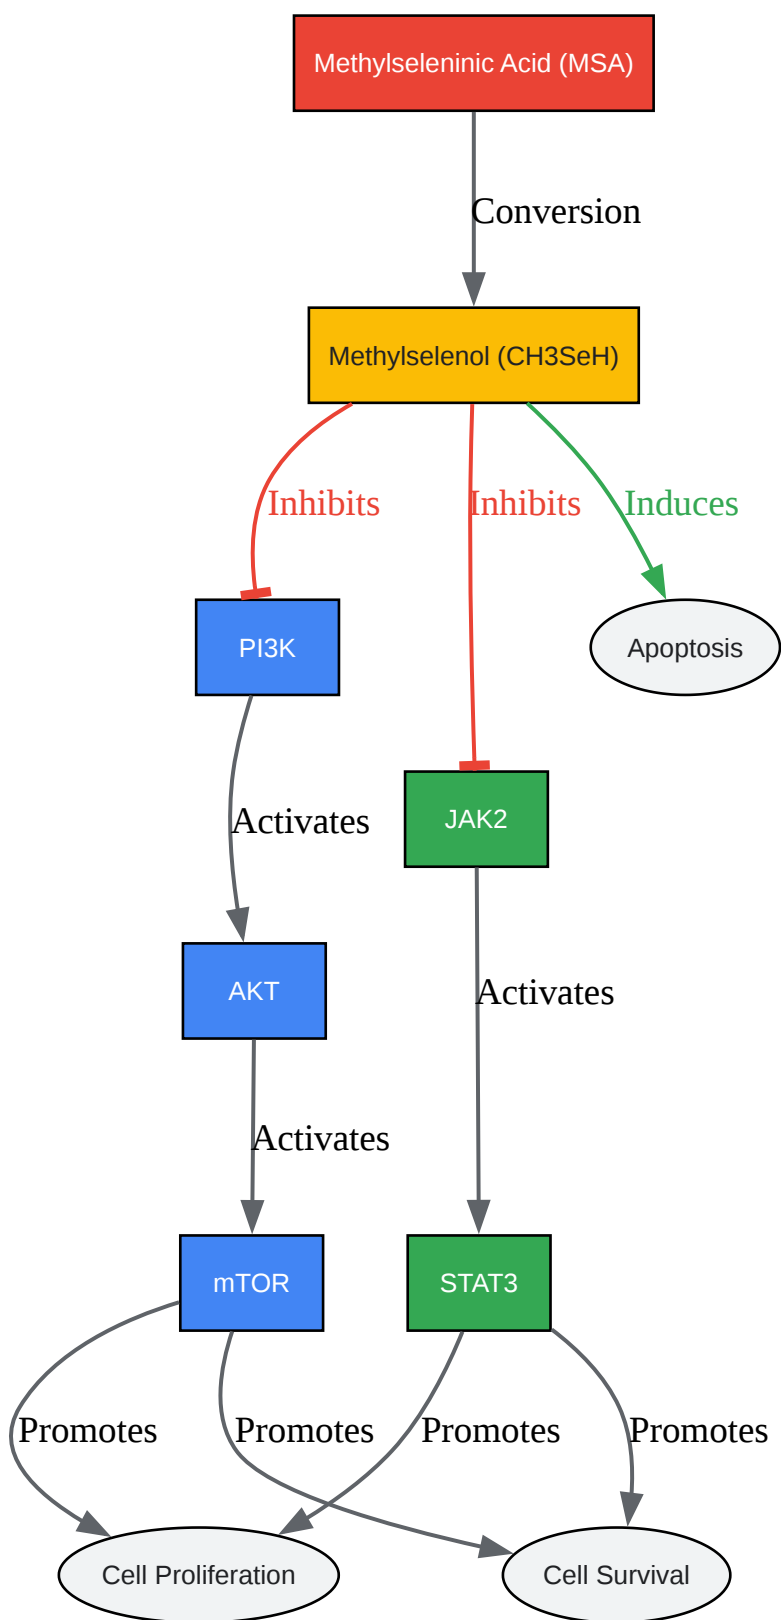 Methylseleninic Acid (MSA)
Conversion
Methylselenol (CH3SeH)
Inhibits
Inhibits
Induces
PI3K
Apoptosis
Activates
JAK2
AKT
Activates
Activates
mTOR
STAT3
Promotes
Promotes
Promotes
Promotes
Cell Proliferation
Cell Survival